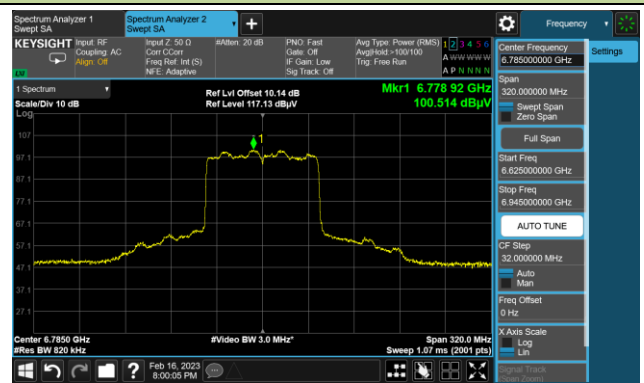 Spectrum Analyzer 1
Swept SA
Spectrum Analyzer 2
Swept SA
Frequency
KEYSIGHT
Input: RF
Coupling: AC
Align: Off
Input Z: 50 Ω
Corr CCorr
Freq Ref: Int (S)
NFE: Adaptive
#Atten: 20 dB
PNO: Fast
Gate: Off
IF Gain: Low
Sig Track: Off
Avg Type: Power (RMS)
Avg|Hold:>100/100
Trig: Free Run
1 2 3 4 5 6
A W W W W W
A P N N N N
LU
1 Spectrum
Scale/Div 10 dB
Log
Ref Lvl Offset 10.14 dB
Ref Level 117.13 dBµV
Mkr1 6.778 92 GHz
100.514 dBµV
1
107
97.1
87.1
77.1
67.1
57.1
47.1
37.1
27.1
Center 6.7850 GHz
#Res BW 820 kHz
#Video BW 3.0 MHz*
Span 320.0 MHz
Sweep 1.07 ms (2001 pts)
Center Frequency
6.785000000 GHz
Settings
Span
320.000000 MHz
Swept Span
Zero Span
Full Span
Start Freq
6.625000000 GHz
Stop Freq
6.945000000 GHz
AUTO TUNE
CF Step
32.000000 MHz
Auto
Man
Freq Offset
0 Hz
X Axis Scale
Log
Lin
Signal Track
(Span Zoom)
Feb 16, 2023
8:00:05 PM